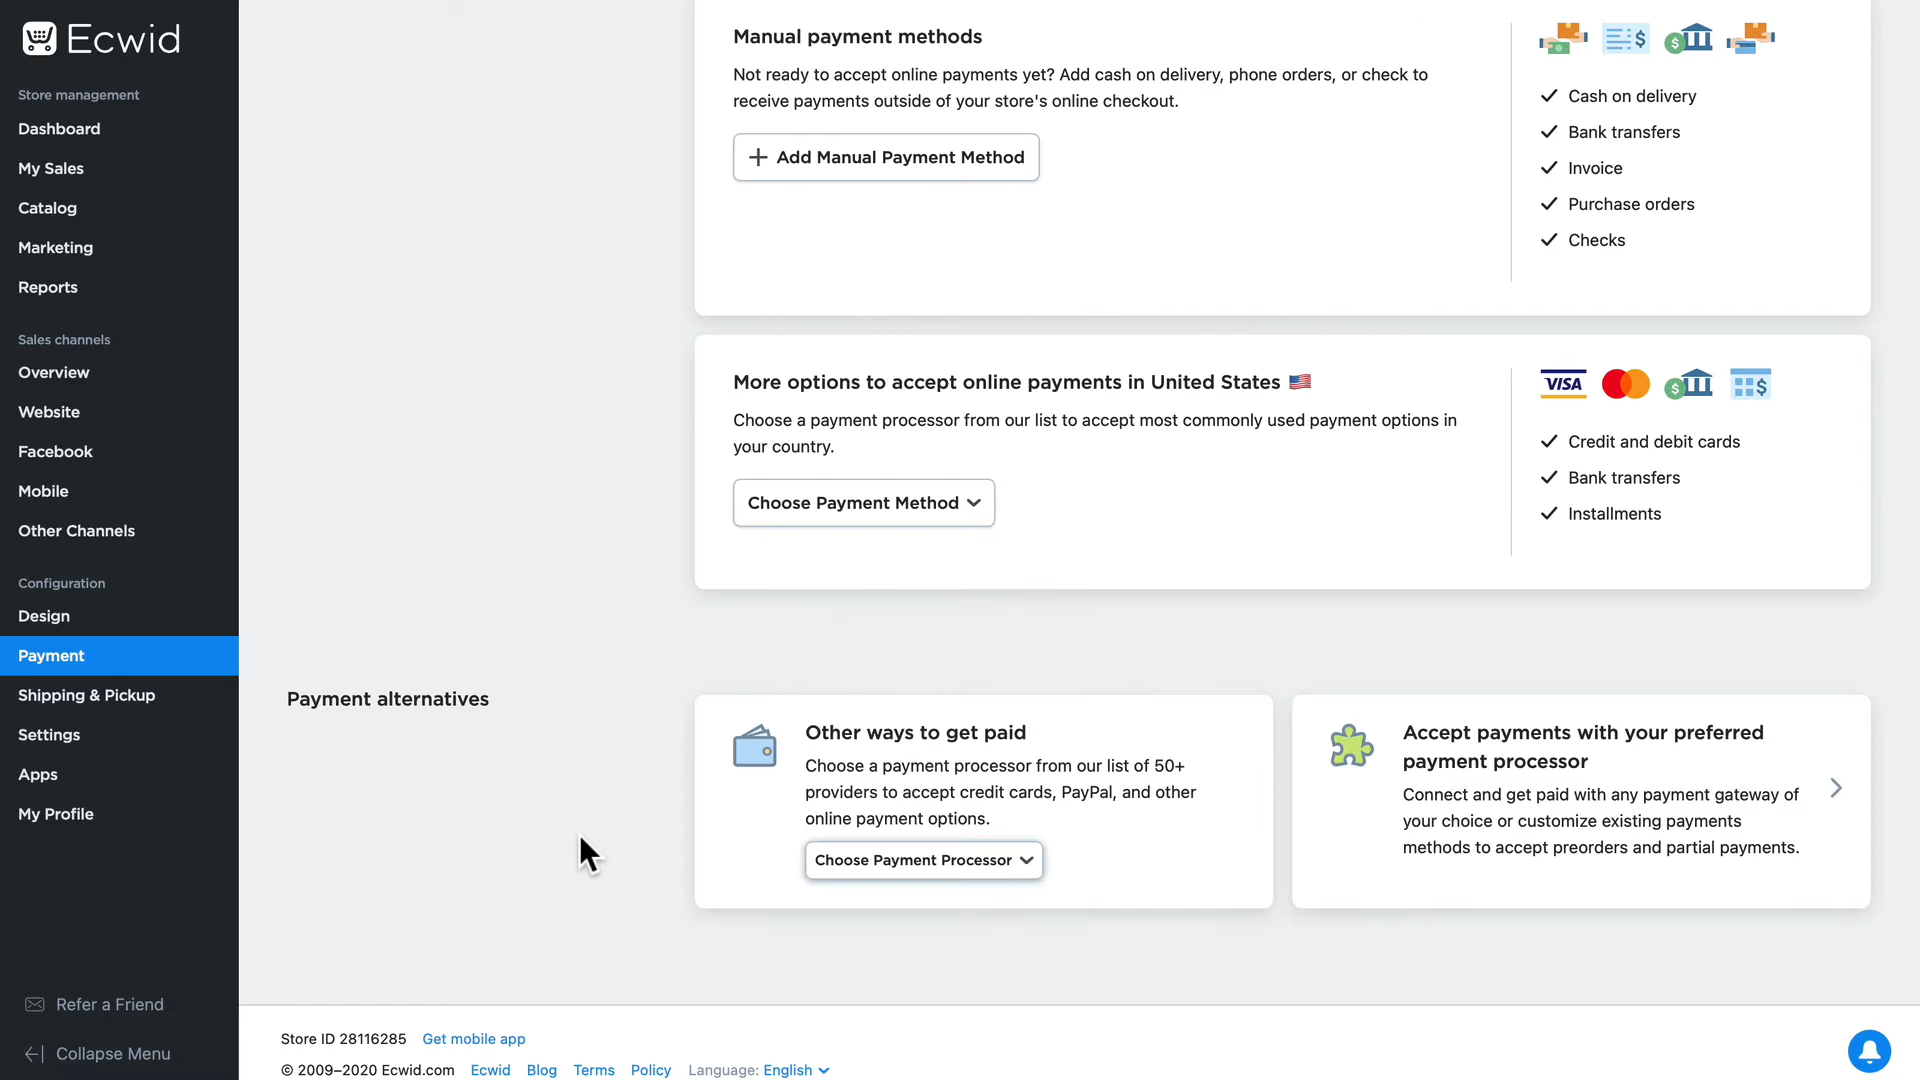 Ecwid
Store management
Dashboard
My Sales
Catalog
Marketing
Reports
Sales channels
Overview
Website
Facebook
Mobile
Other Channels
Configuration
Design
Payment
Shipping & Pickup
Settings
Apps
My Profile
Refer a Friend
Collapse Menu
Manual payment methods
Not ready to accept online payments yet? Add cash on delivery, phone orders, or check to
receive payments outside of your store's online checkout.
Add Manual Payment Method
Cash on delivery
Bank transfers
Invoice
Purchase orders
Checks
More options to accept online payments in United States
Choose a payment processor from our list to accept most commonly used payment options in
your country.
Choose Payment Method
VISA
Credit and debit cards
Bank transfers
Installments
Payment alternatives
Other ways to get paid
Choose a payment processor from our list of 50+
providers to accept credit cards, PayPal, and other
online payment options.
Choose Payment Processor
Accept payments with your preferred
payment processor
Connect and get paid with any payment gateway of
your choice or customize existing payments
methods to accept preorders and partial payments.
Store ID 28116285 Get mobile app
© 2009–2020 Ecwid.com Ecwid Blog Terms Policy Language: English